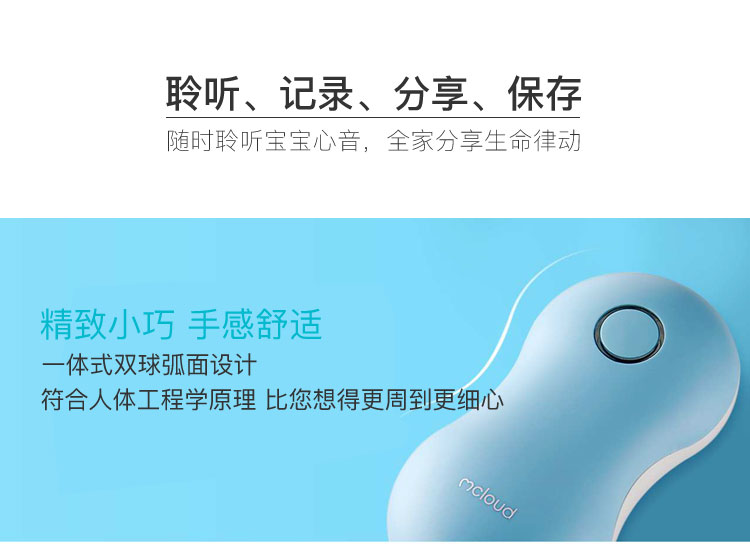 聆听、记录、分享、保存
随时聆听宝宝心音，全家分享生命律动
精致小巧 手感舒适
一体式双球弧面设计
符合人体工程学原理 比您想得更周到更细心
mcloud